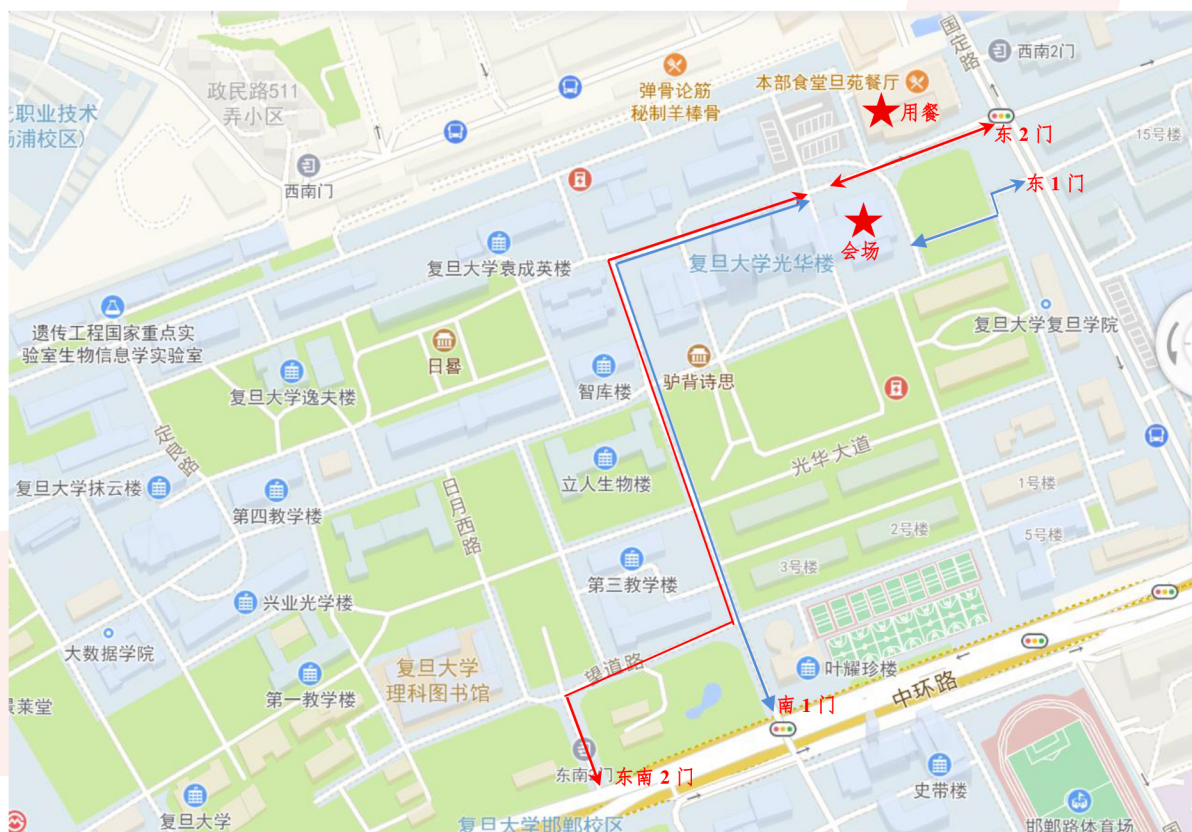 国定路
西南2门
本部食堂旦苑餐厅
用餐
弹骨论筋
秘制羊棒骨
政民路511
弄小区
职业技术
杨浦校区)
15号楼
东 2 门
西南门
东 1 门
会场
复旦大学光华楼
复旦大学袁成英楼
遗传工程国家重点实
验室生物信息学实验室
日晷
复旦大学复旦学院
驴背诗思
智库楼
复旦大学逸夫楼
定良路
光华大道
立人生物楼
复旦大学抹云楼
第四教学楼
日月西路
1号楼
2号楼
5号楼
3号楼
第三教学楼
兴业光学楼
大数据学院
望道路
叶耀珍楼
中环路
复旦大学
理科图书馆
第一教学楼
景莱堂
南 1 门
东南 2 门
史带楼
复旦大学
复旦大学邯郸校区
邯郸路体育场
国